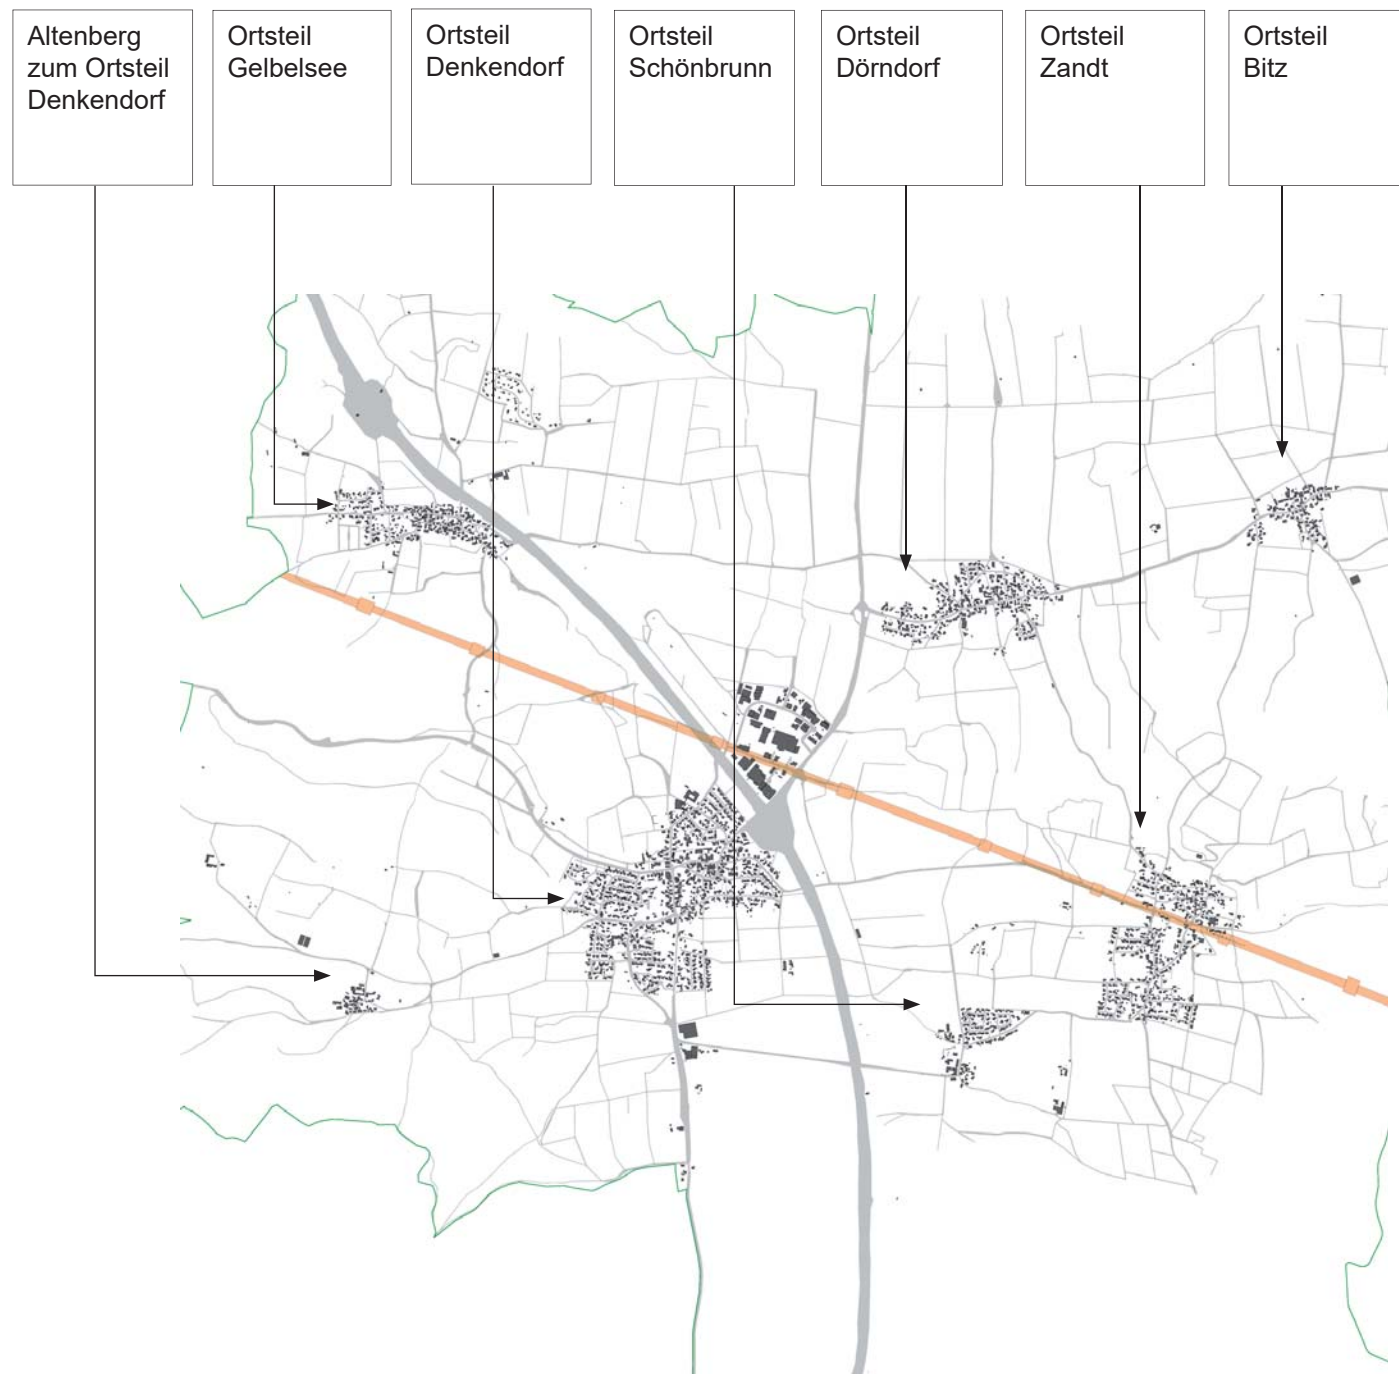 Altenberg
zum Ortsteil
Denkendorf
Ortsteil
Gelbelsee
Ortsteil
Denkendorf
Ortsteil
Schönbrunn
Ortsteil
Dörndorf
Ortsteil
Zandt
Ortsteil
Bitz